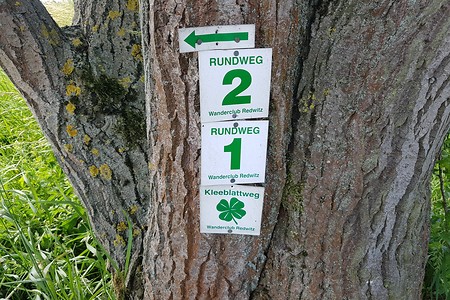 RUNDWEG
2
Wanderclub Redwitz
RUNDWEG
1
Wanderclub Redwitz
Kleeblattweg
Wanderclub Redwitz